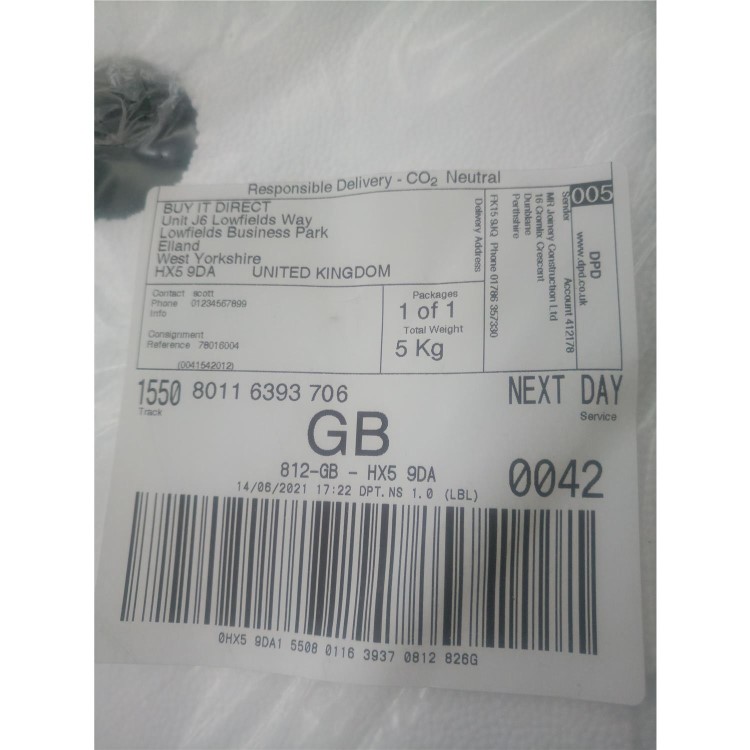 Responsible Delivery - CO2 Neutral
BUY IT DIRECT
Unit J6 Lowfields Way
Lowfields Business Park
Elland
West Yorkshire
HX5 9DA UNITED KINGDOM
Contact scott
Phone 01234567899
Info
Consignment
Reference 78016004
(0041542012)
Packages
1 of 1
Total Weight
5 Kg
Delivery Address
FK15 9JQ Phone 01786 357330
Perthshire
Dunblane
16 Cromlix Crescent
MR Joinery Construction Ltd
Sender Account 412178
005
www.dpd.co.uk
DPD
1550 8011 6393 706
Track
NEXT DAY
Service
GB
812-GB - HX5 9DA
0042
14/06/2021 17:22 DPT.NS 1.0 (LBL)
0HX5 9DA1 5508 0116 3937 0812 826G